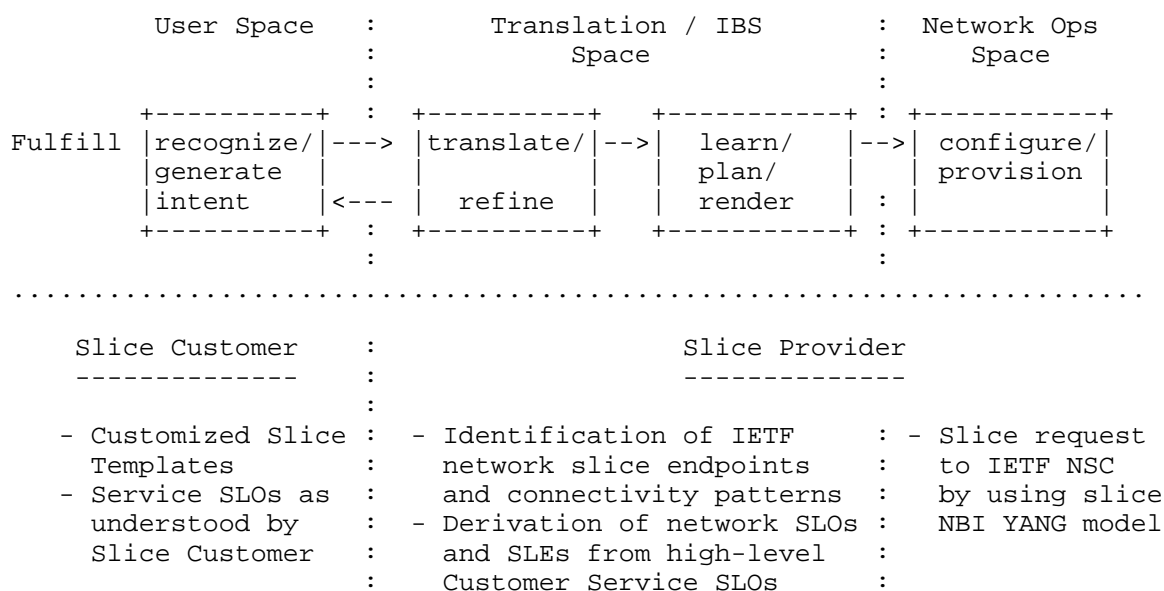 User Space   :       Translation / IBS       :  Network Ops
                        :            Space              :     Space
                        :                               :
          +----------+  :  +----------+   +-----------+ : +-----------+
Fulfill |recognize/|---> |translate/|-->|  learn/   |-->| configure/|
          |generate  |     |          |   |  plan/    |   | provision |
          |intent    |<--- |  refine  |   |  render   | : |           |
          +----------+  :  +----------+   +-----------+ : +-----------+
                        :                               :
.......................................................................
     Slice Customer     :                    Slice Provider
     --------------     :                    --------------
                        :
    - Customized Slice :  - Identification of IETF     : - Slice request
      Templates         :    network slice endpoints    :   to IETF NSC
    - Service SLOs as  :    and connectivity patterns  :   by using slice
      understood by     :  - Derivation of network SLOs :   NBI YANG model
      Slice Customer    :    and SLEs from high-level   :
                        :    Customer Service SLOs      :